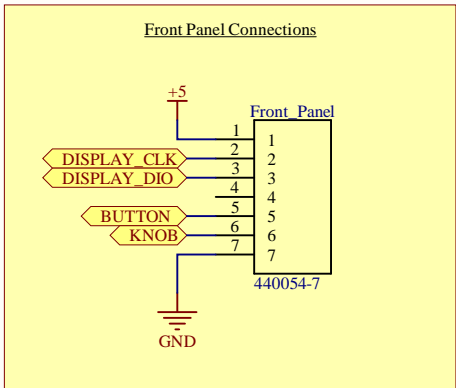 Front Panel Connections
+5
Front_Panel
1 1
DISPLAY_CLK 2 2
DISPLAY_DIO 3 3
4 4
BUTTON 5 5
KNOB 6 6
7 7
440054-7
GND